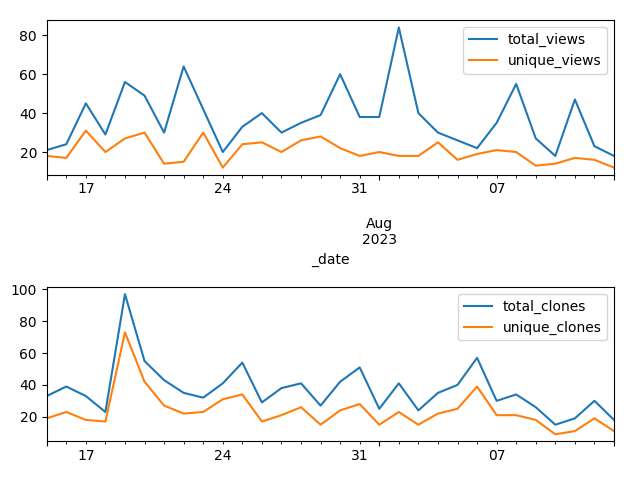 total_views
unique_views
80
60
40
20
17 24 31 07
Aug
2023
_date
total_clones
unique_clones
100
80
60
40
20
17 24 31 07